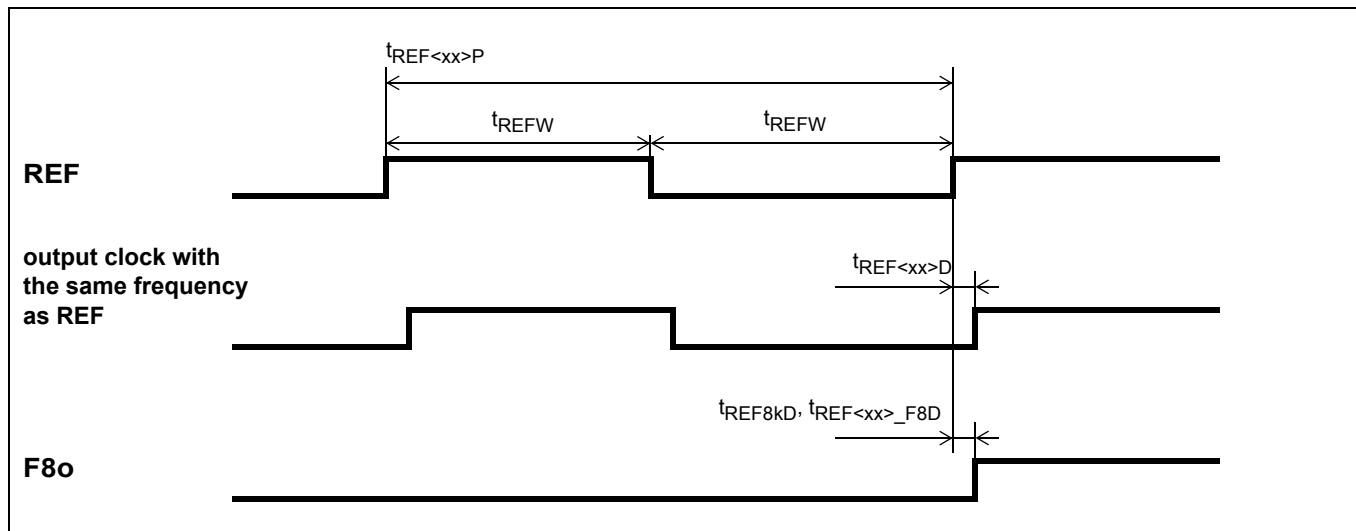 tREF<xx>P
tREFW tREFW
REF
output clock with
the same frequency
as REF
tREF<xx>D
tREF8kD, tREF<xx>_F8D
F8o